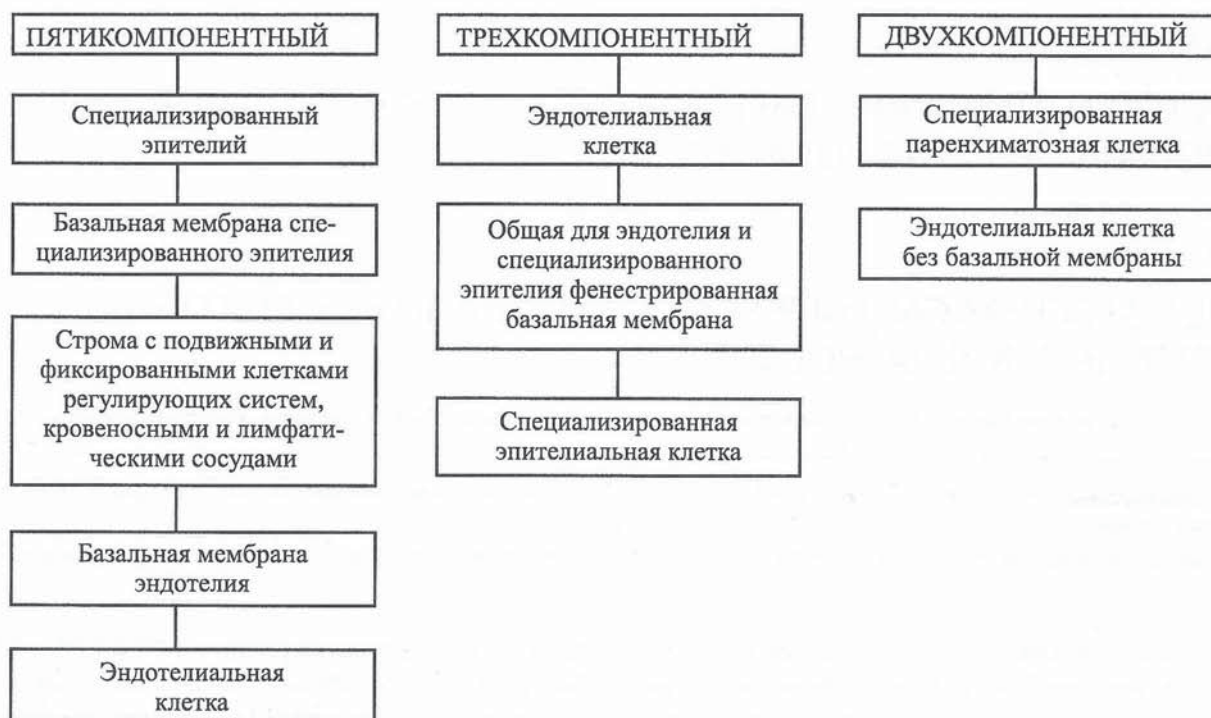 ПЯТИКОМПОНЕНТНЫЙ
Специализированный
эпителий
Базальная мембрана спе-
циализированного эпителия
Строма с подвижными и
фиксированными клетками
регулирующих систем,
кровеносными и лимфати-
ческими сосудами
Базальная мембрана
эндотелия
Эндотелиальная
клетка
ТРЕХКОМПОНЕНТНЫЙ
Эндотелиальная
клетка
Общая для эндотелия и
специализированного
эпителия фенестрированная
базальная мембрана
Специализированная
эпителиальная клетка
ДВУХКОМПОНЕНТНЫЙ
Специализированная
паренхиматозная клетка
Эндотелиальная клетка
без базальной мембраны